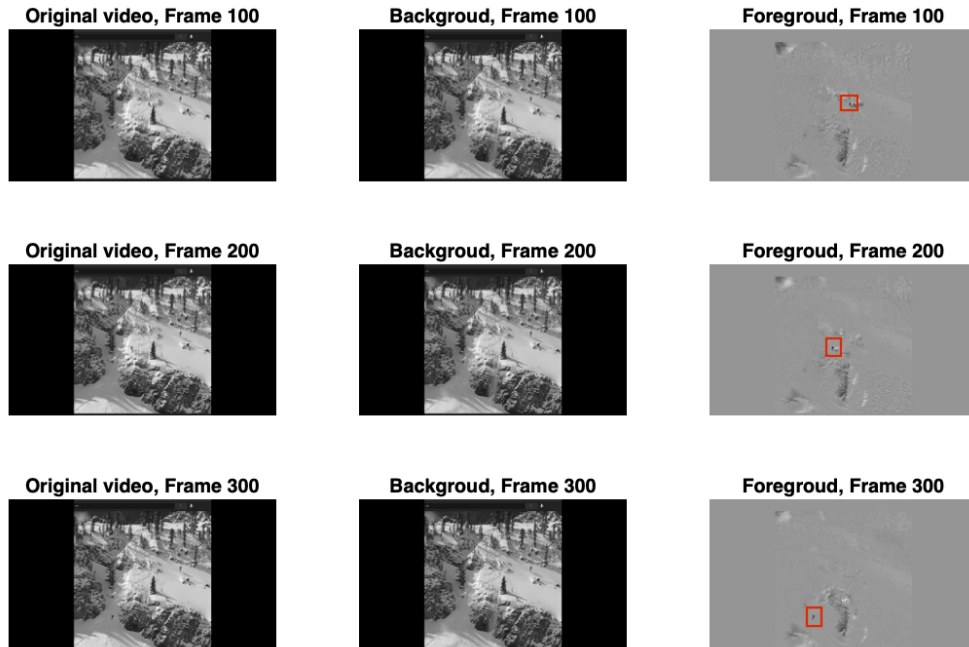 Original video, Frame 100
Backgroud, Frame 100
Foregroud, Frame 100
Original video, Frame 200
Backgroud, Frame 200
Foregroud, Frame 200
Original video, Frame 300
Backgroud, Frame 300
Foregroud, Frame 300